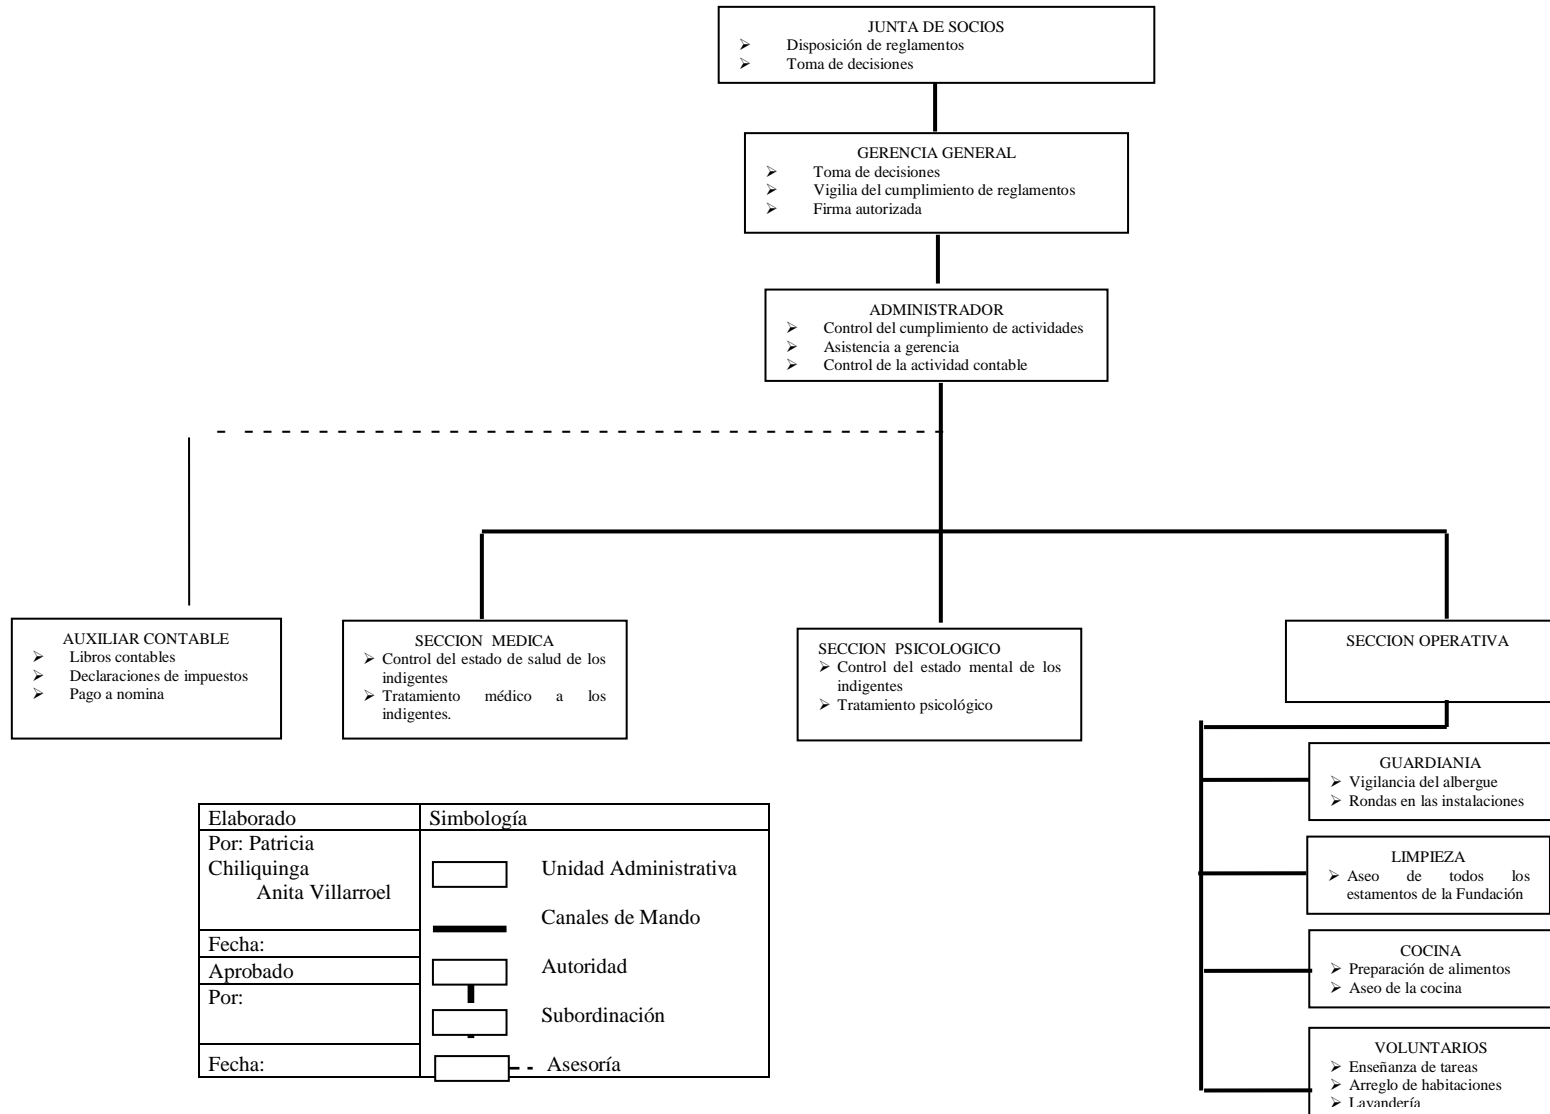 JUNTA DE SOCIOS
➢ Disposición de reglamentos
➢ Toma de decisiones
GERENCIA GENERAL
➢ Toma de decisiones
➢ Vigilia del cumplimiento de reglamentos
➢ Firma autorizada
ADMINISTRADOR
➢ Control del cumplimiento de actividades
➢ Asistencia a gerencia
➢ Control de la actividad contable
AUXILIAR CONTABLE
➢ Libros contables
➢ Declaraciones de impuestos
➢ Pago a nomina
SECCION MEDICA
➢ Control del estado de salud de los
indigentes
➢ Tratamiento médico a los
indigentes.
SECCION PSICOLOGICO
➢ Control del estado mental de los
indigentes
➢ Tratamiento psicológico
SECCION OPERATIVA
GUARDIANIA
➢ Vigilancia del albergue
➢ Rondas en las instalaciones
LIMPIEZA
➢ Aseo de todos los
estamentos de la Fundación
COCINA
➢ Preparación de alimentos
➢ Aseo de la cocina
VOLUNTARIOS
➢ Enseñanza de tareas
➢ Arreglo de habitaciones
➢ Lavandería
Elaborado
Por: Patricia
Chiliquinga
Anita Villarroel
Fecha:
Aprobado
Por:
Fecha:
Simbología
Unidad Administrativa
Canales de Mando
Autoridad
Subordinación
Asesoría